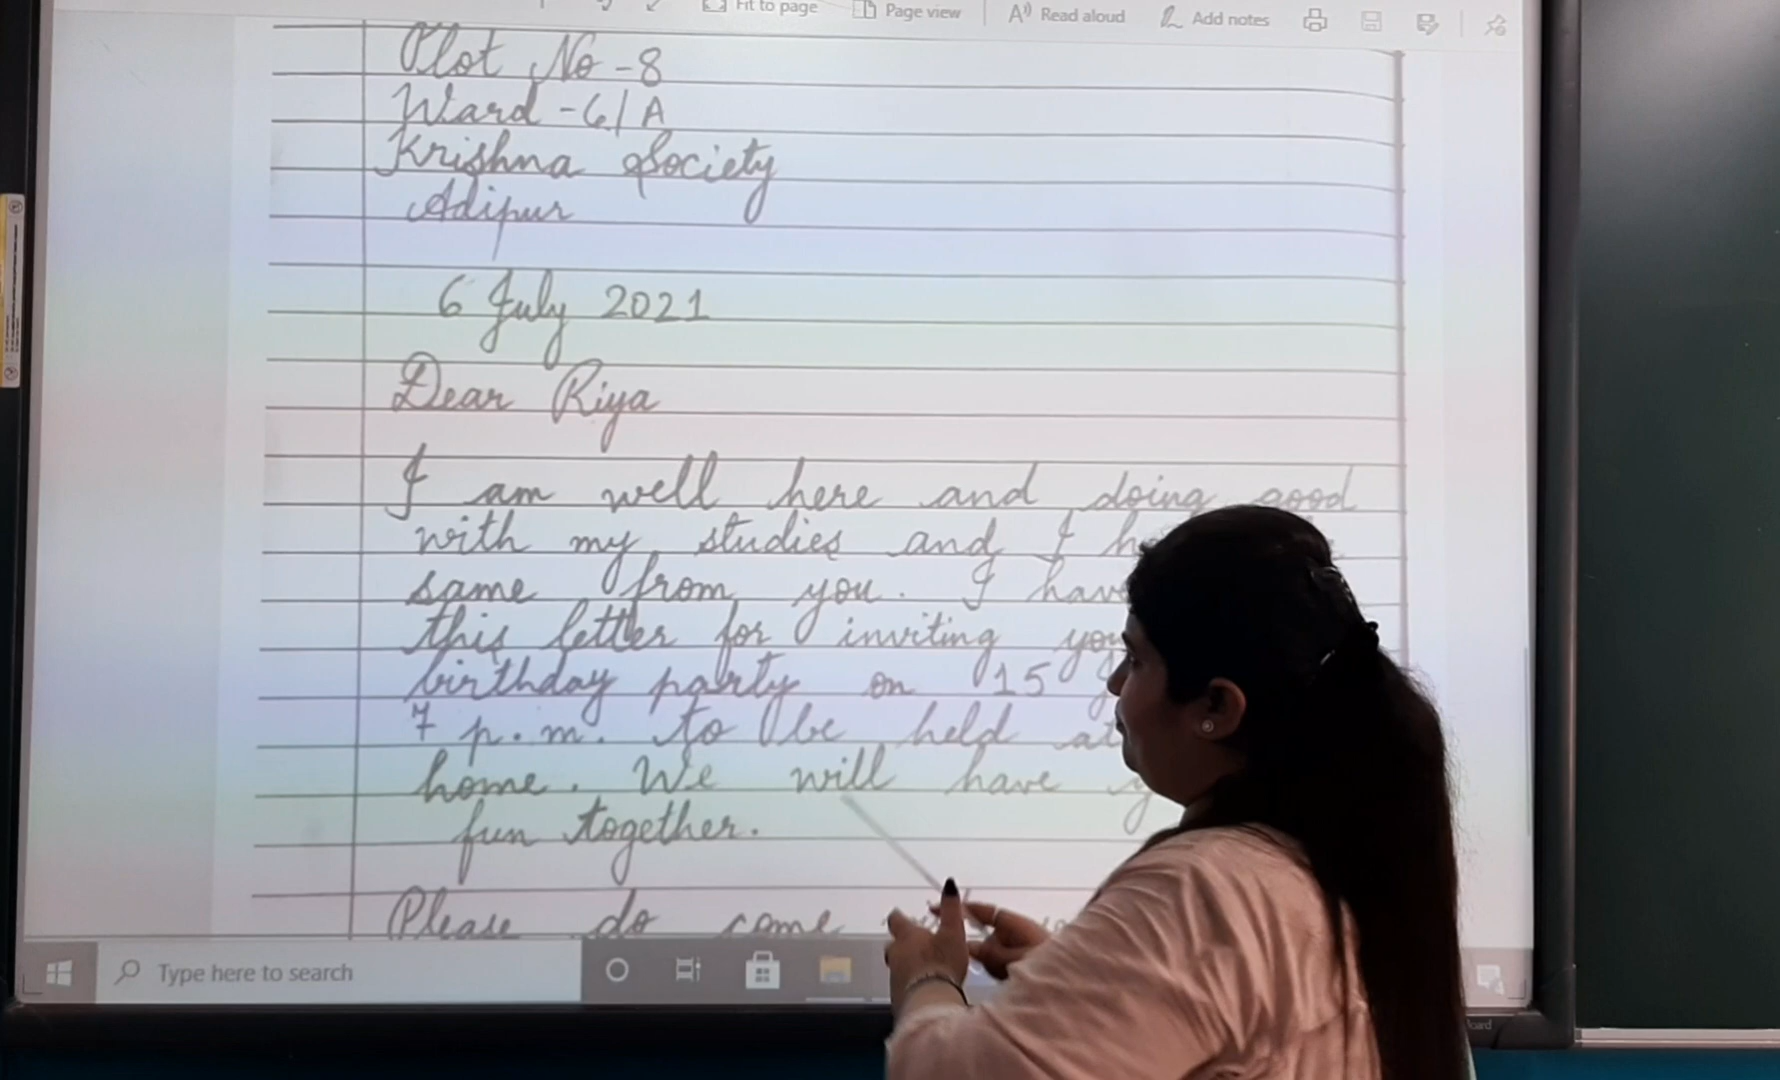 Fit to page Page view Read aloud Add notes
Plot No-8
Ward-6/A
Krishna Society
Adipur
6 July 2021
Dear Riya
I am well here and doing good
with my studies and I
same from you. I have
this letter for inviting you
birthday party on 15
7 p.m. to be held at
home. We will have
fun together.
Please do come
Type here to search